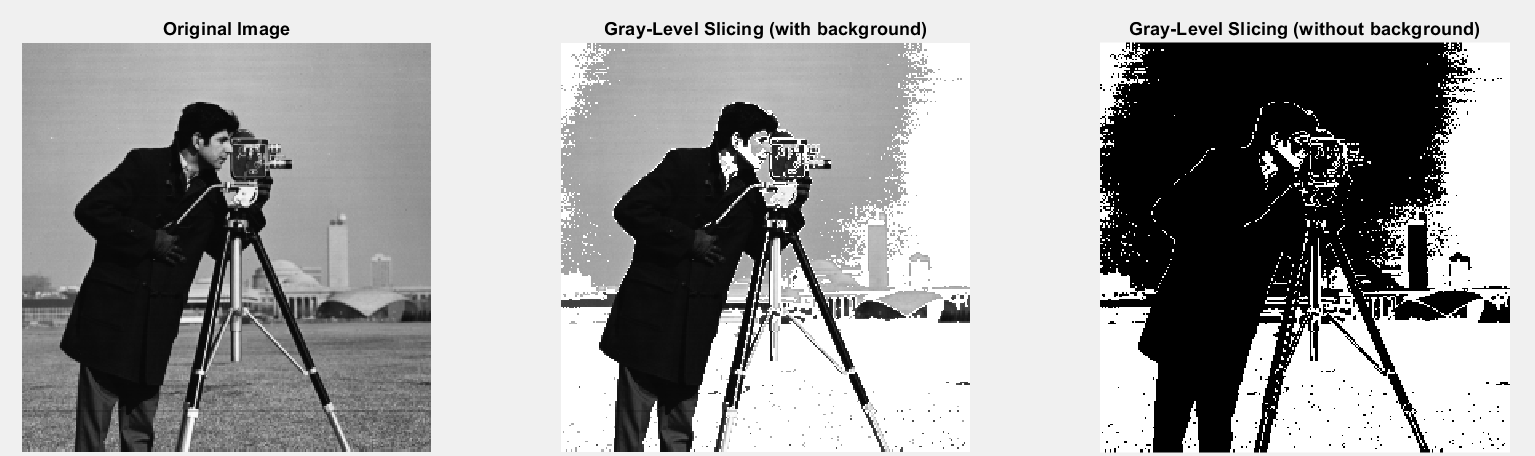 Original Image
Gray-Level Slicing (with background)
Gray-Level Slicing (without background)